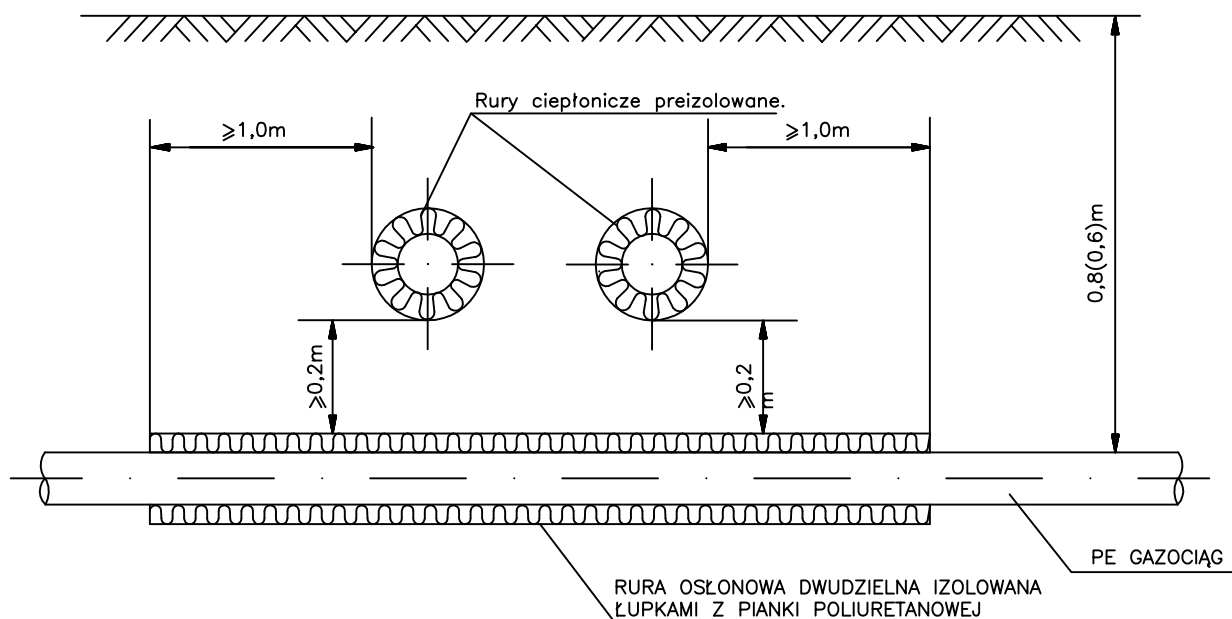 Rury ciepłonicze preizolowane.
⩾1,0m
⩾1,0m
0,8(0,6)m
⩾0,2m
⩾0,2
m
PE GAZOCIĄG
RURA OSŁONOWA DWUDZIELNA IZOLOWANA
ŁUPKAMI Z PIANKI POLIURETANOWEJ